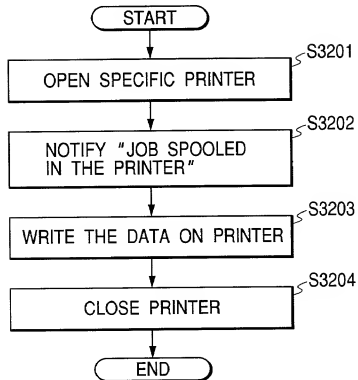 START
S3201
OPEN SPECIFIC PRINTER
S3202
NOTIFY "JOB SPOOLED
IN THE PRINTER"
S3203
WRITE THE DATA ON PRINTER
S3204
CLOSE PRINTER
END